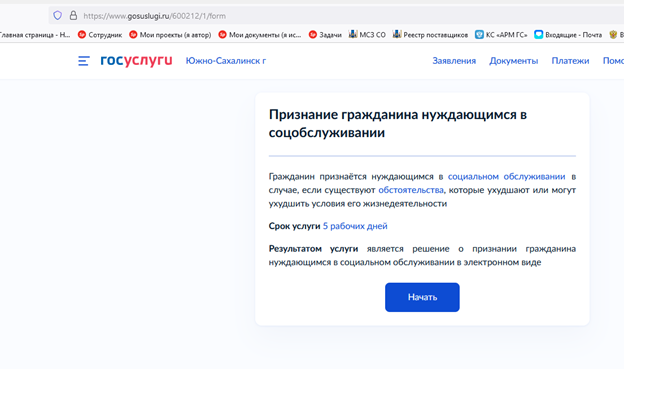 https://www.gosuslugi.ru/600212/1/form
Главная страница - Н... Сотрудник Мои проекты (я автор) Мои документы (я ис... Задачи МСЗ СО Реестр поставщиков КС «АРМ ГС» Входящие - Почта В
госуслуги Южно-Сахалинск г Заявления Документы Платежи Помо
Признание гражданина нуждающимся в
соцобслуживании
Гражданин признаётся нуждающимся в социальном обслуживании в
случае, если существуют обстоятельства, которые ухудшают или могут
ухудшить условия его жизнедеятельности
Срок услуги 5 рабочих дней
Результатом услуги является решение о признании гражданина
нуждающимся в социальном обслуживании в электронном виде
Начать